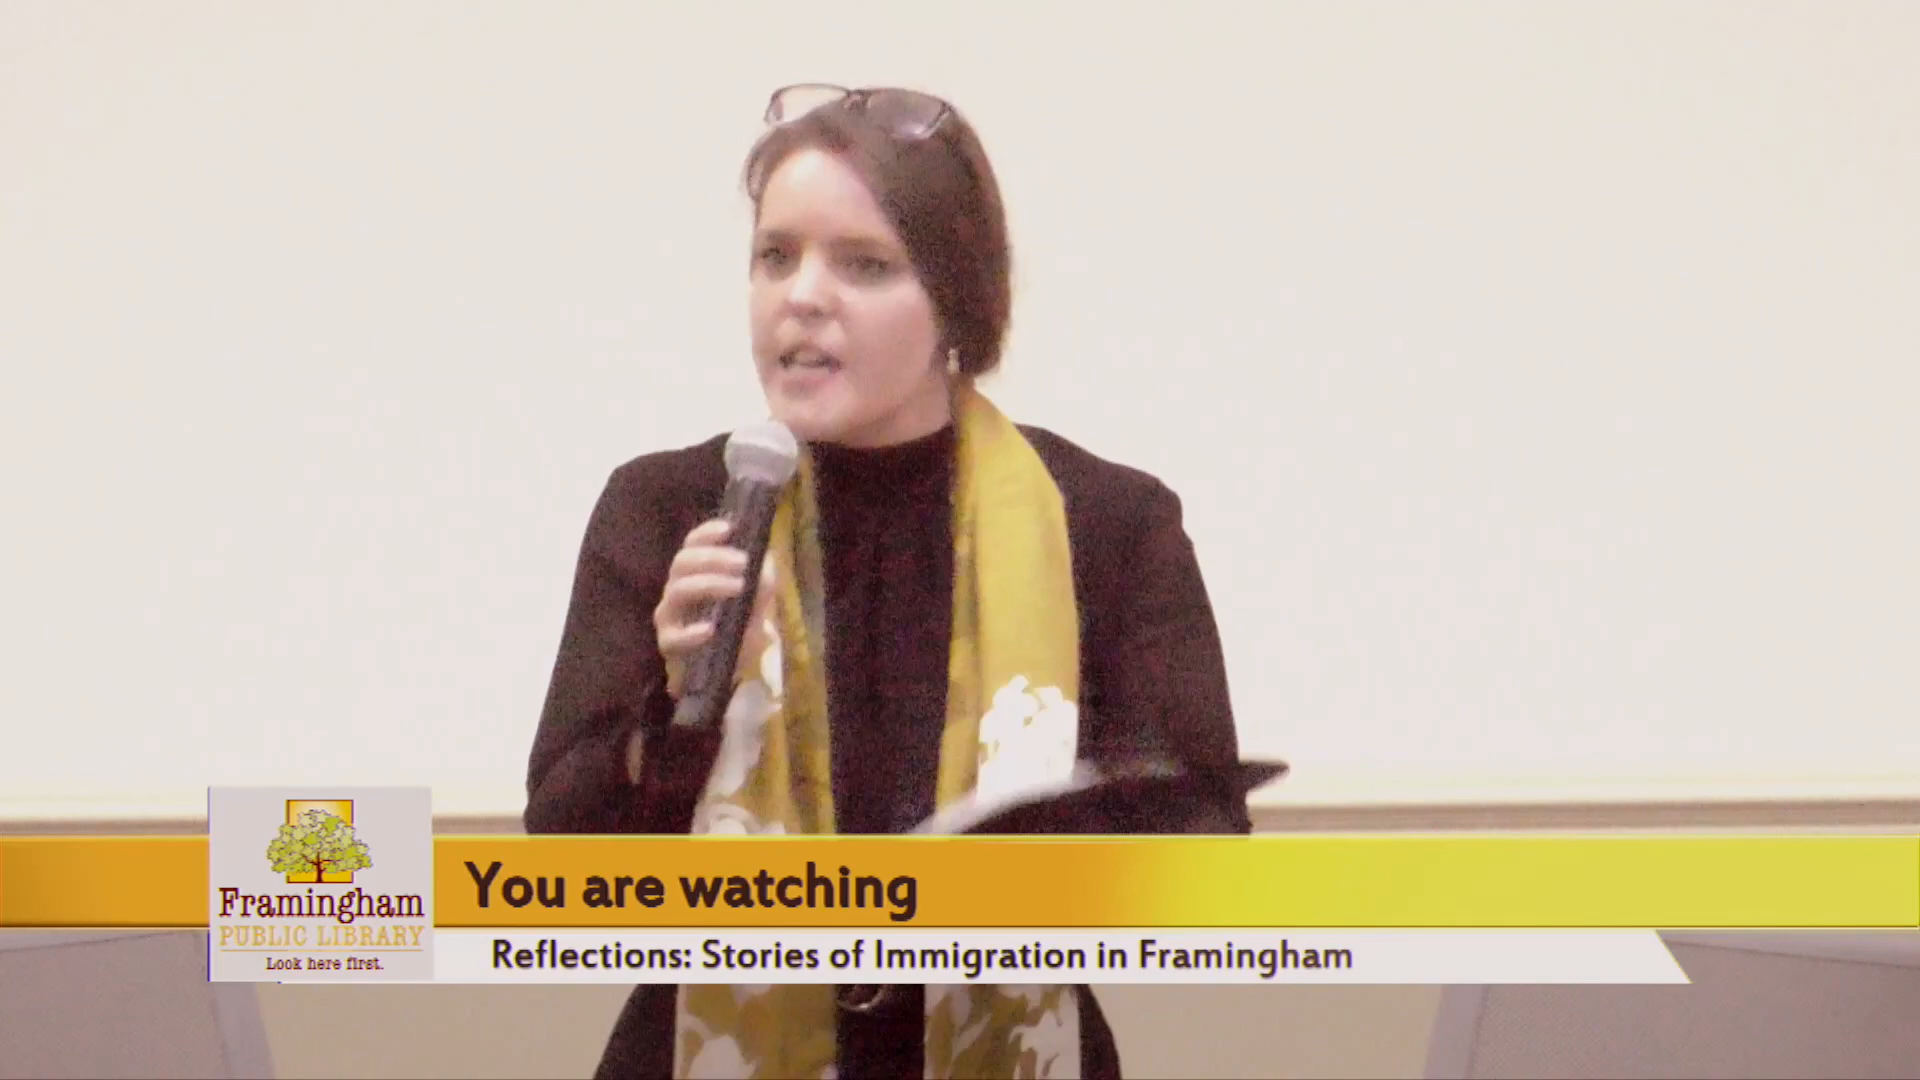 You are watching
Framingham
PUBLIC LIBRARY
Look here first.
Reflections: Stories of Immigration in Framingham